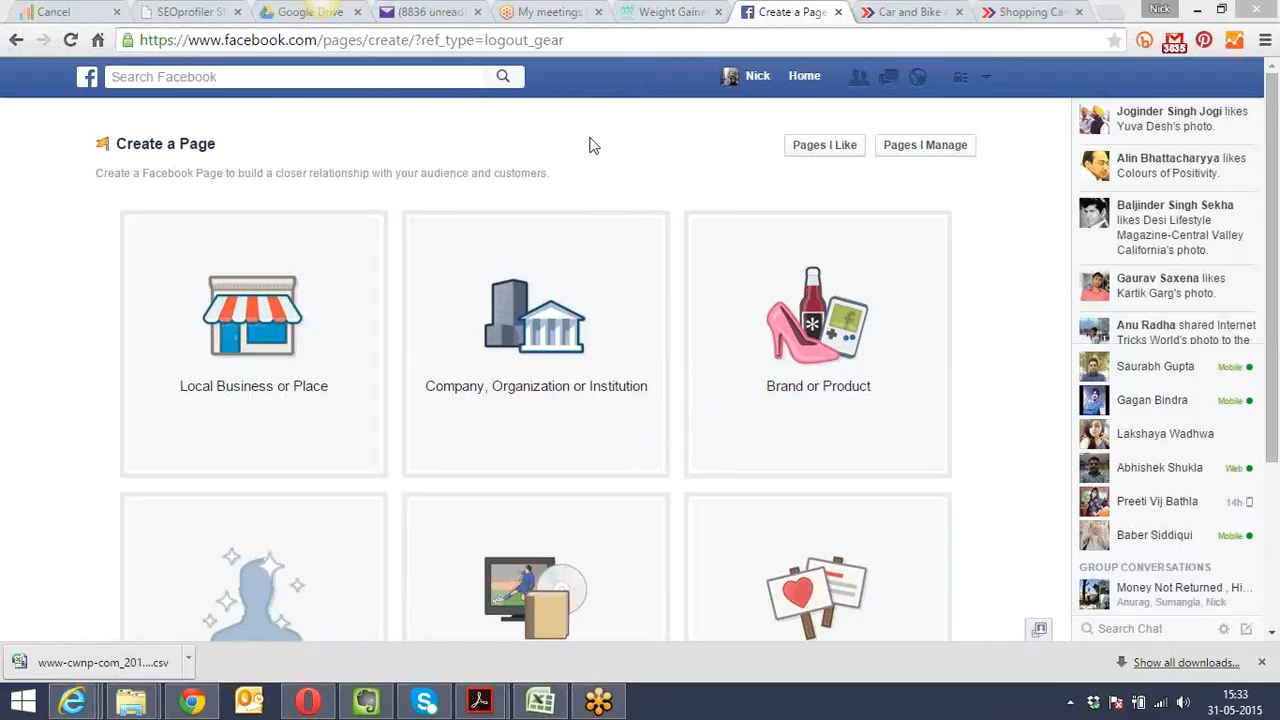 Cancel
SEOprofiler St
Google Drive
(8836 unread
My meetings
Weight Gaine
Create a Page
Car and Bike
Shopping Car
Nick
https://www.facebook.com/pages/create/?ref_type=logout_gear
3635
Search Facebook
Nick
Home
Create a Page
Pages I Like
Pages I Manage
Create a Facebook Page to build a closer relationship with your audience and customers.
Local Business or Place
Company, Organization or Institution
Brand or Product
Joginder Singh Jogi likes
Yuva Desh's photo.
Alin Bhattacharyya likes
Colours of Positivity.
Baljinder Singh Sekha
likes Desi Lifestyle
Magazine-Central Valley
California's photo.
Gaurav Saxena likes
Kartik Garg's photo.
Anu Radha shared Internet
Tricks World's photo to the
Saurabh Gupta
Mobile
Gagan Bindra
Mobile
Lakshaya Wadhwa
Abhishek Shukla
Web
Preeti Vij Bathla
14h
Baber Siddiqui
Mobile
GROUP CONVERSATIONS
Money Not Returned , Hi...
Anurag, Sumangla, Nick
Search Chat
www-cwnp-com_201....csv
Show all downloads...
15:33
31-05-2015